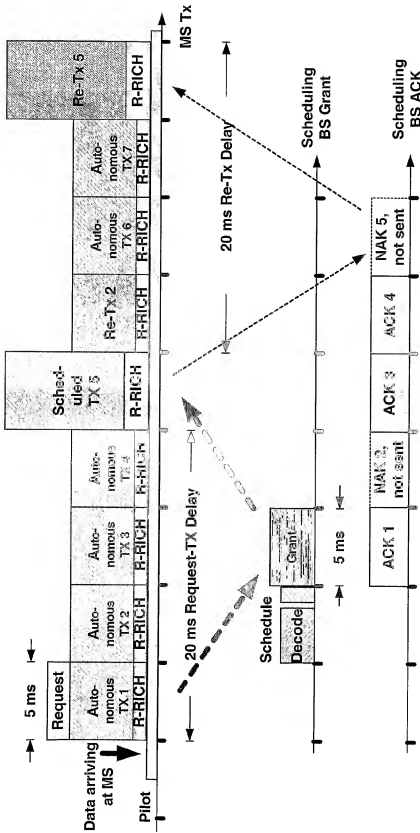 Data arriving
at MS
Pilot
5 ms
Request
Auto-
nomous
TX 1
R-RICH
Auto-
nomous
TX 2
R-RICH
Auto-
nomous
TX 3
R-RICH
Auto-
nomous
TX 4
R-RICH
Sched-
uled
TX 5
R-RICH
Re-Tx 2
R-RICH
Auto-
nomous
TX 6
R-RICH
Auto-
nomous
TX 7
R-RICH
Re-Tx 5
R-RICH
MS Tx
20 ms Request-TX Delay
20 ms Re-Tx Delay
Schedule
Decode
Grant
5 ms
Scheduling
BS Grant
ACK 1
NAK 2,
not sent
ACK 3
ACK 4
NAK 5,
not sent
Scheduling
BS ACK